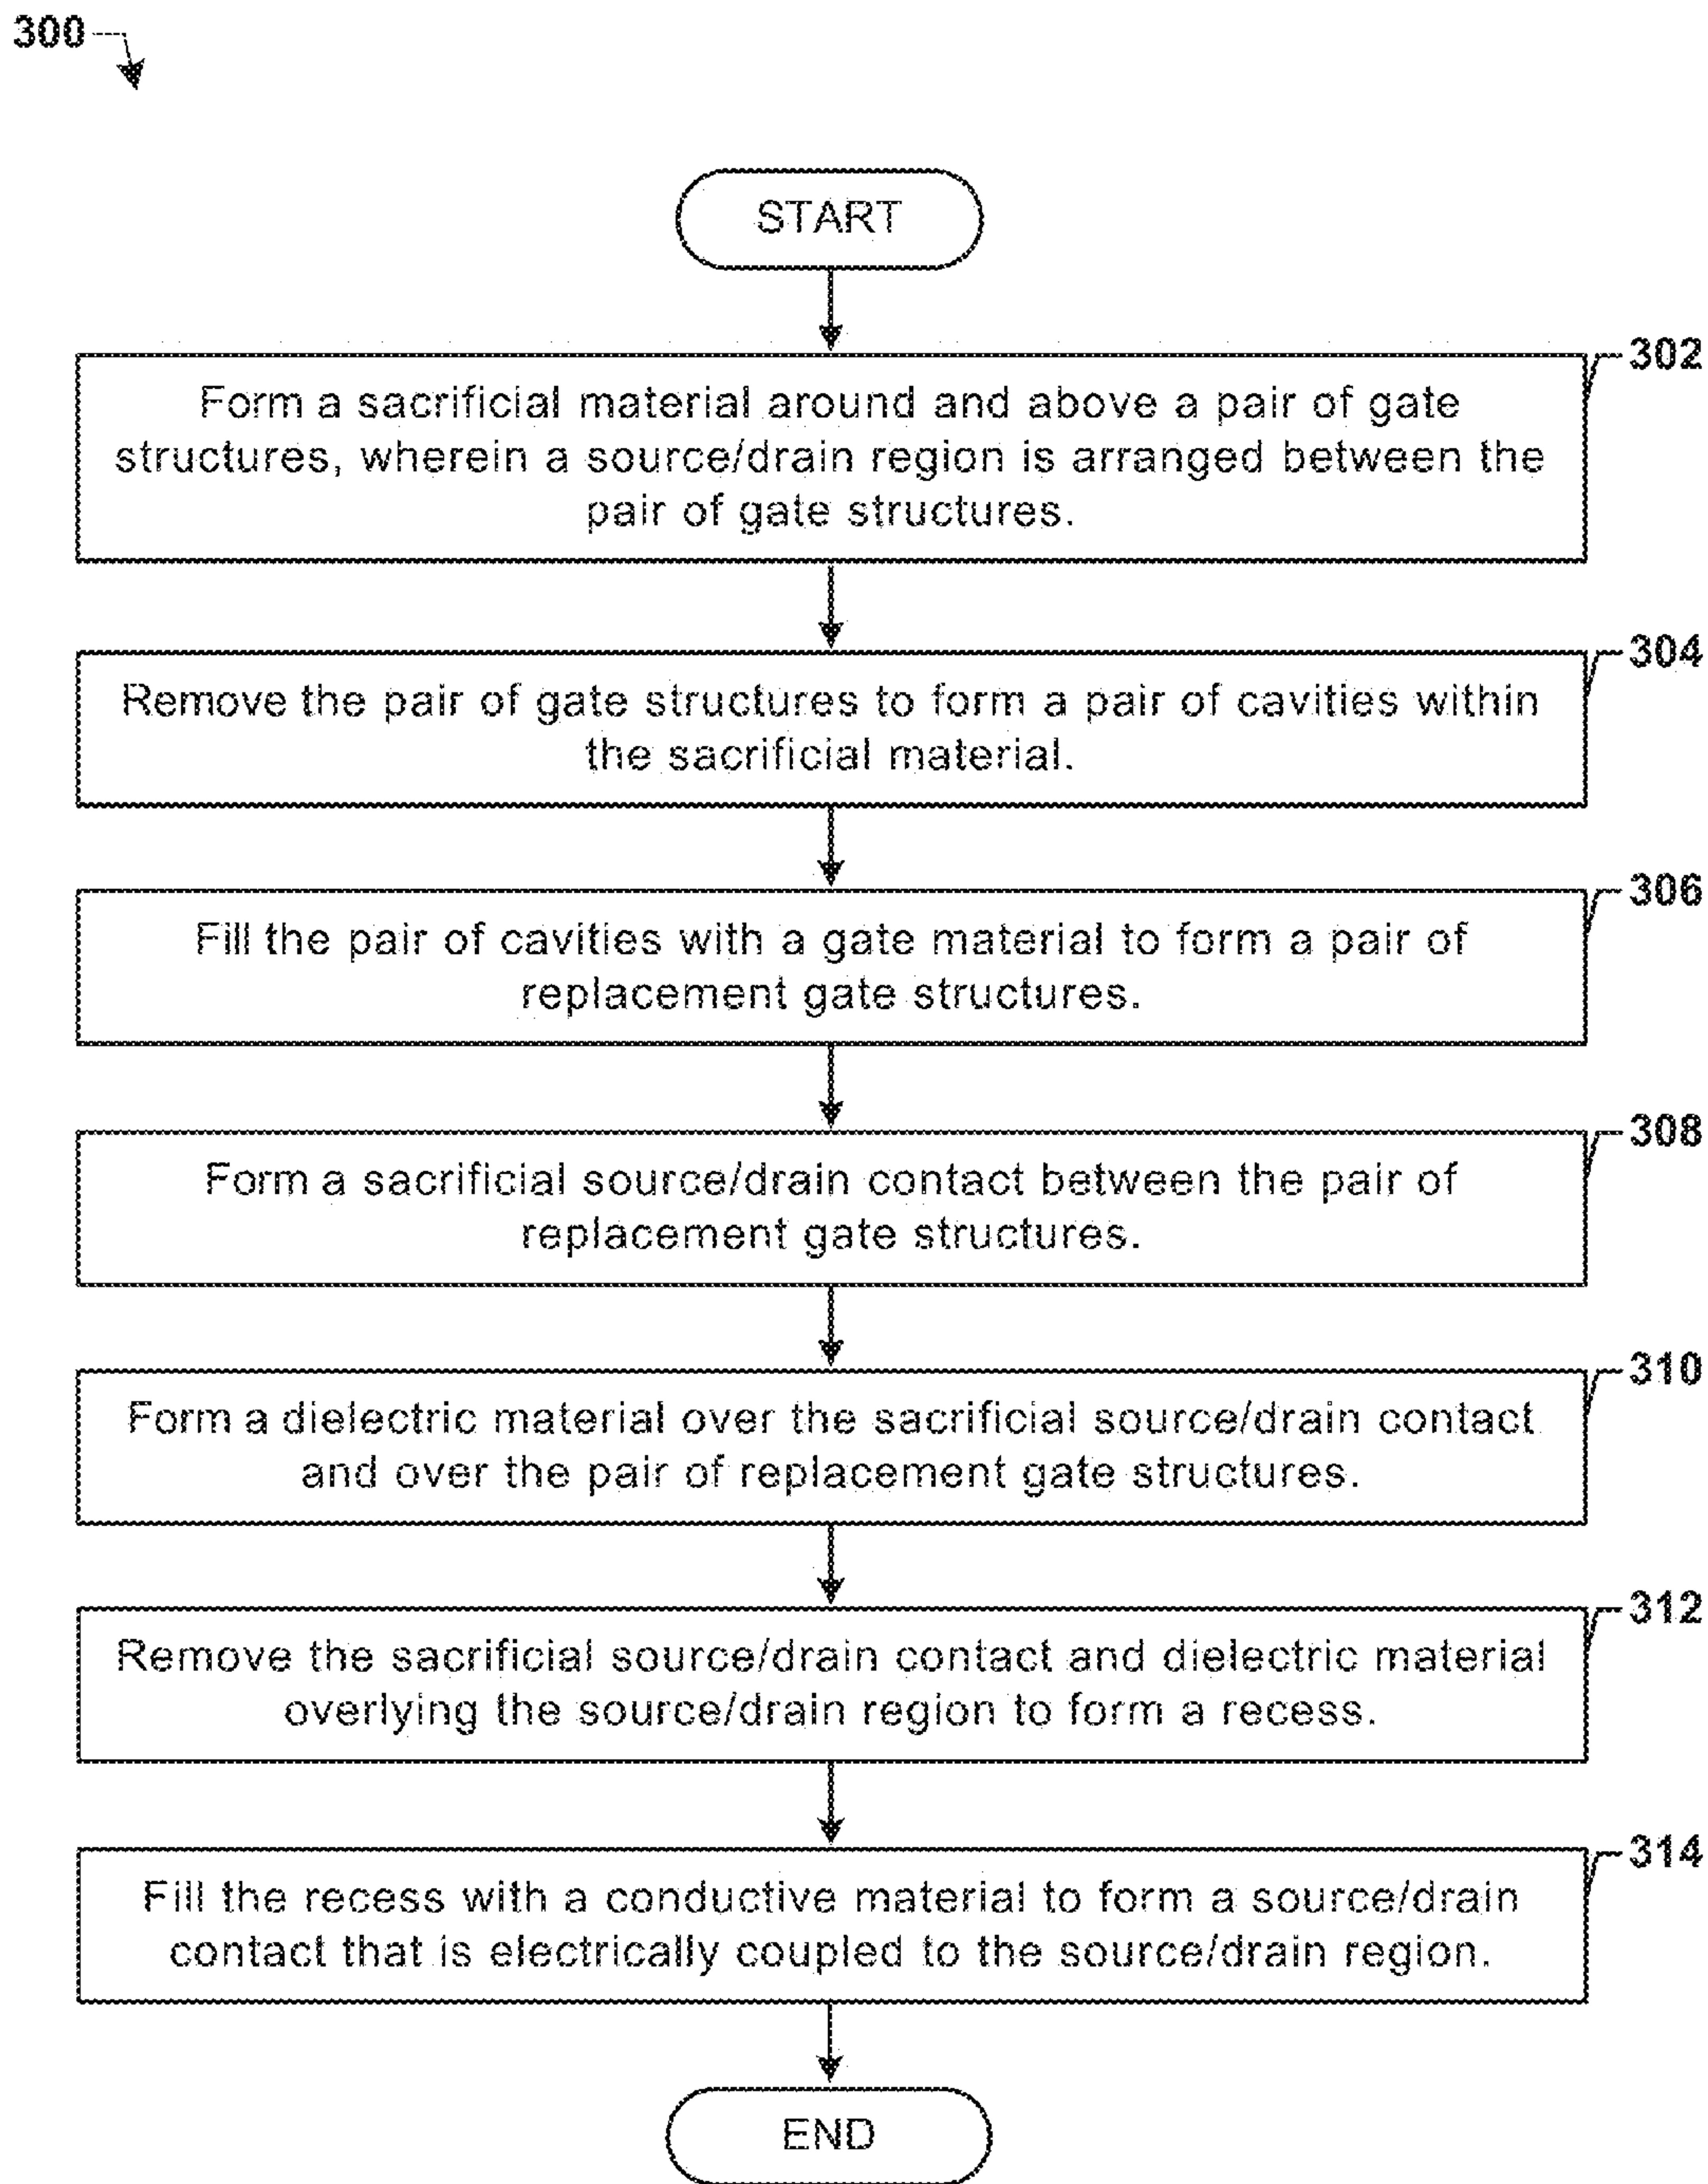 300
START
302
Form a sacrificial material around and above a pair of gate
structures, wherein a source/drain region is arranged between the
pair of gate structures.
304
Remove the pair of gate structures to form a pair of cavities within
the sacrificial material.
306
Fill the pair of cavities with a gate material to form a pair of
replacement gate structures.
308
Form a sacrificial source/drain contact between the pair of
replacement gate structures.
310
Form a dielectric material over the sacrificial source/drain contact
and over the pair of replacement gate structures.
312
Remove the sacrificial source/drain contact and dielectric material
overlying the source/drain region to form a recess.
314
Fill the recess with a conductive material to form a source/drain
contact that is electrically coupled to the source/drain region.
END